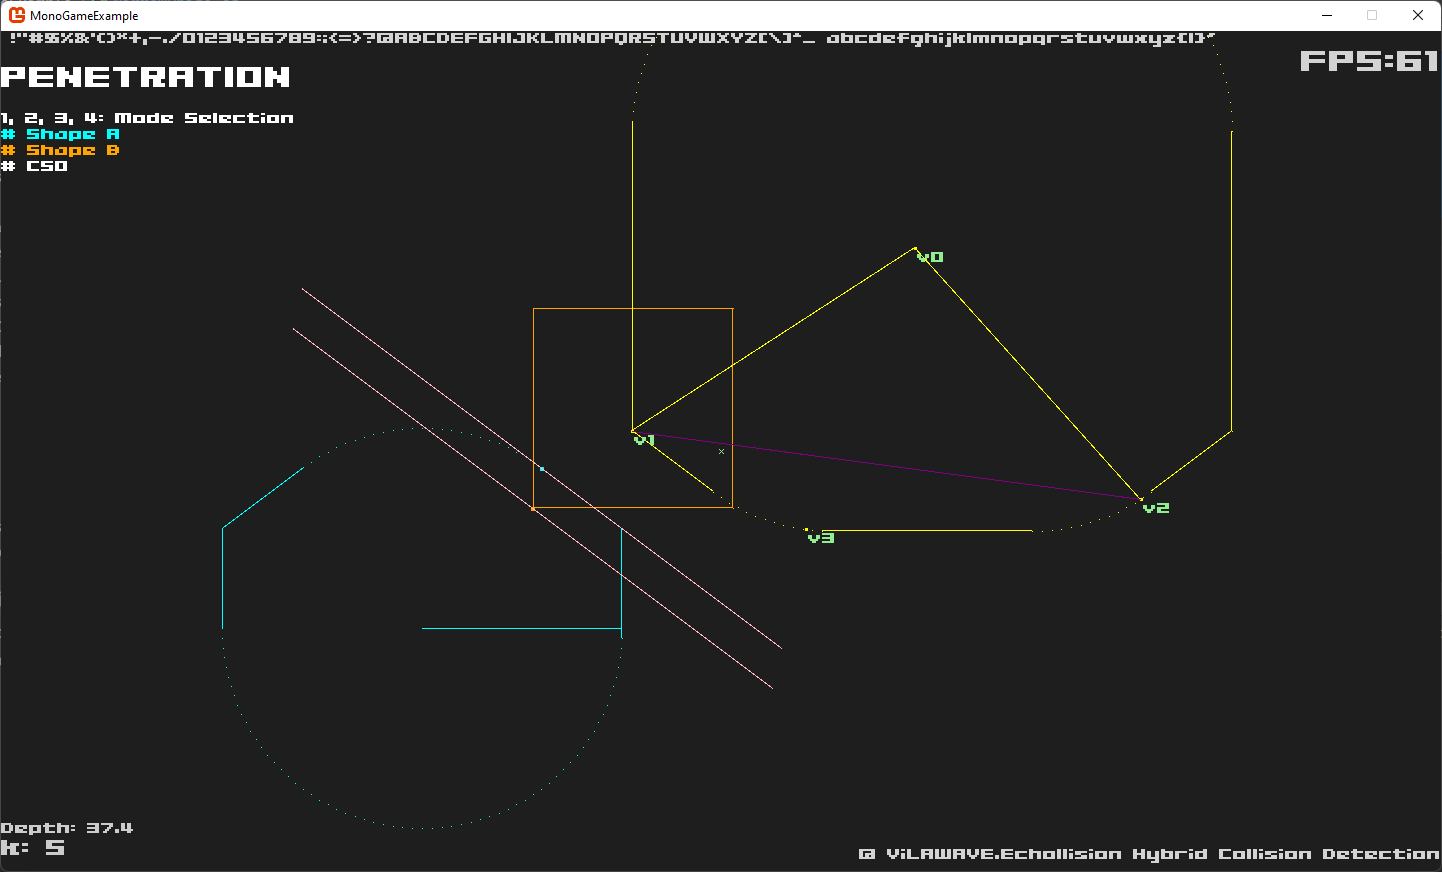 MonoGameExample
!"#$%&'()*+,-./0123456789:;<=>?@ABCDEFGHIJKLMNOPQRSTUVWXYZ[\]^_ abcdefghijklmnopqrstuvwxyz{|}~
FPS:61
PENETRATION
1, 2, 3, 4: Mode Selection
# Shape A
# Shape B
# CSO
v0
v1
v2
v3
Depth: 37.4
k: 5
@ ViLAWAVE.Echollision Hybrid Collision Detection